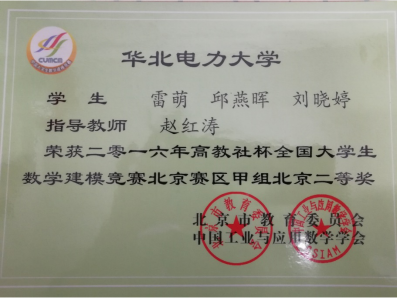 CUMCM
华北电力大学
学生 雷萌 邱燕晖 刘晓婷
指导教师 赵红涛
荣获二零一六年高教社杯全国大学生
数学建模竞赛北京赛区甲组北京二等奖
北京市教育委员会
中国工业与应用数学学会